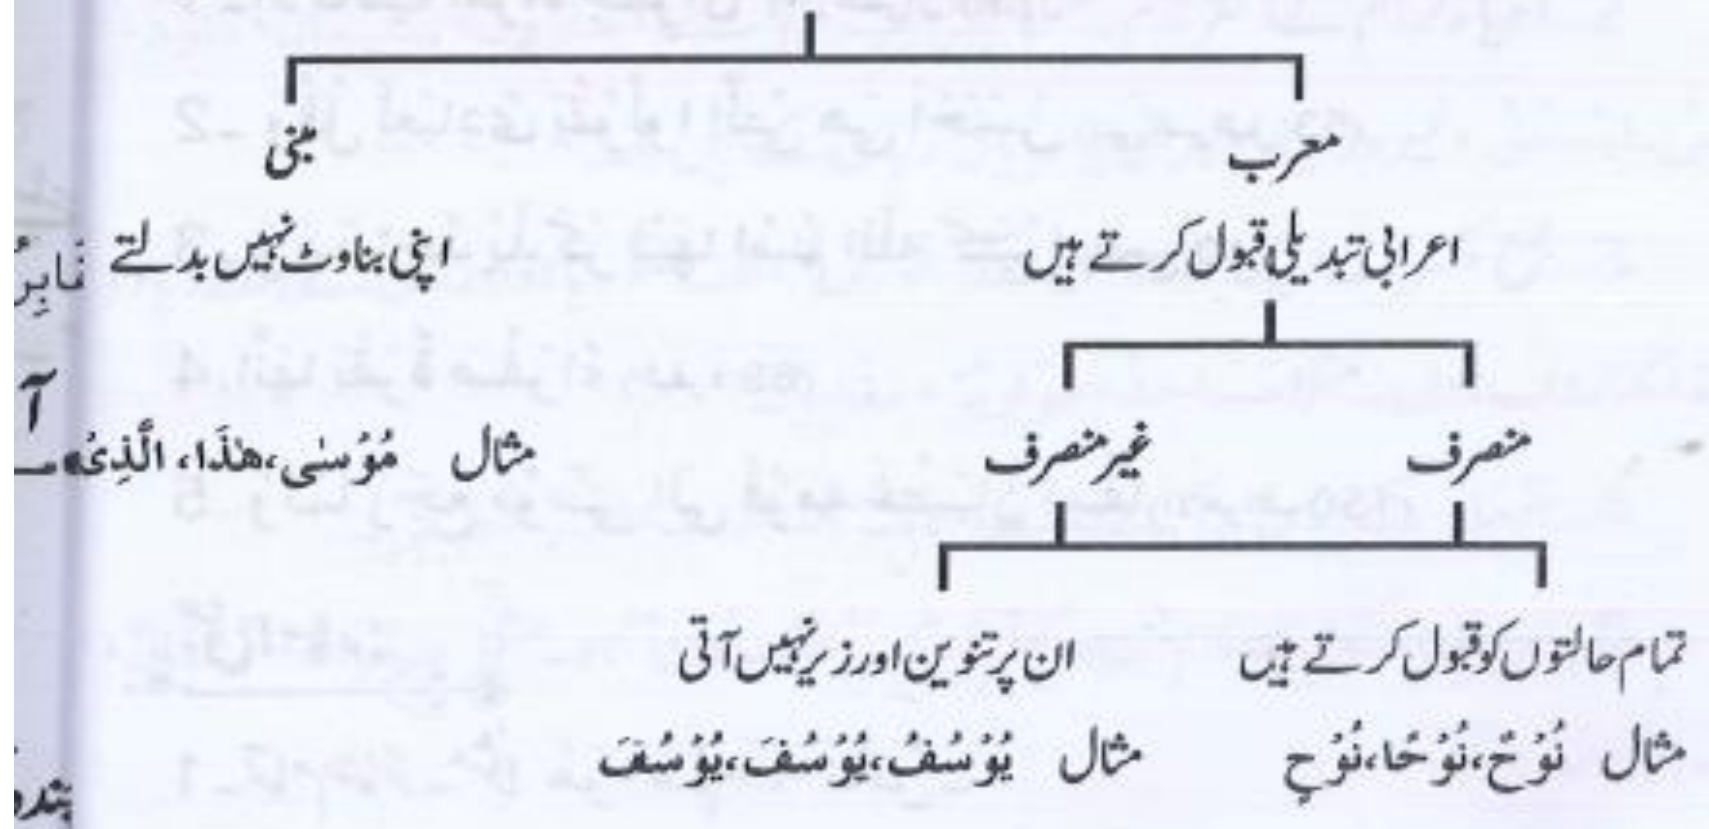 معرب
مبنی
اعرابی تبدیلی قبول کرتے ہیں
اپنی بناوٹ نہیں بدلتے
منصرف
غیر منصرف
مثال مُوْسٰی، هٰذَا، الَّذِیْ
تمام حالتوں کو قبول کرتے ہیں
ان پر تنوین اور زیر نہیں آتی
مثال نُوْحٌ، نُوْحًا، نُوْحٍ
مثال یُوْسُفُ، یُوْسُفَ، یُوْسُفَ